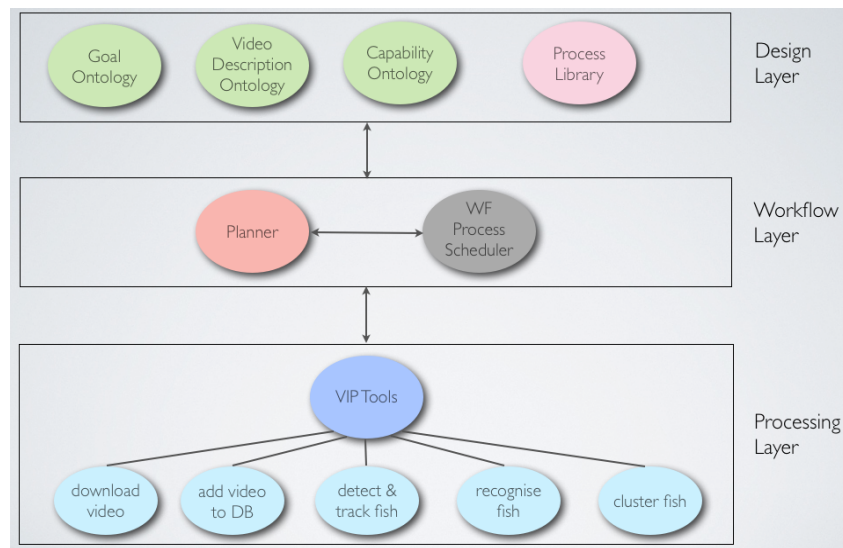 Goal
Ontology
Video
Description
Ontology
Capability
Ontology
Process
Library
Design
Layer
Planner
WF
Process
Scheduler
Workflow
Layer
VIP Tools
Processing
Layer
download
video
add video
to DB
detect &
track fish
recognise
fish
cluster fish